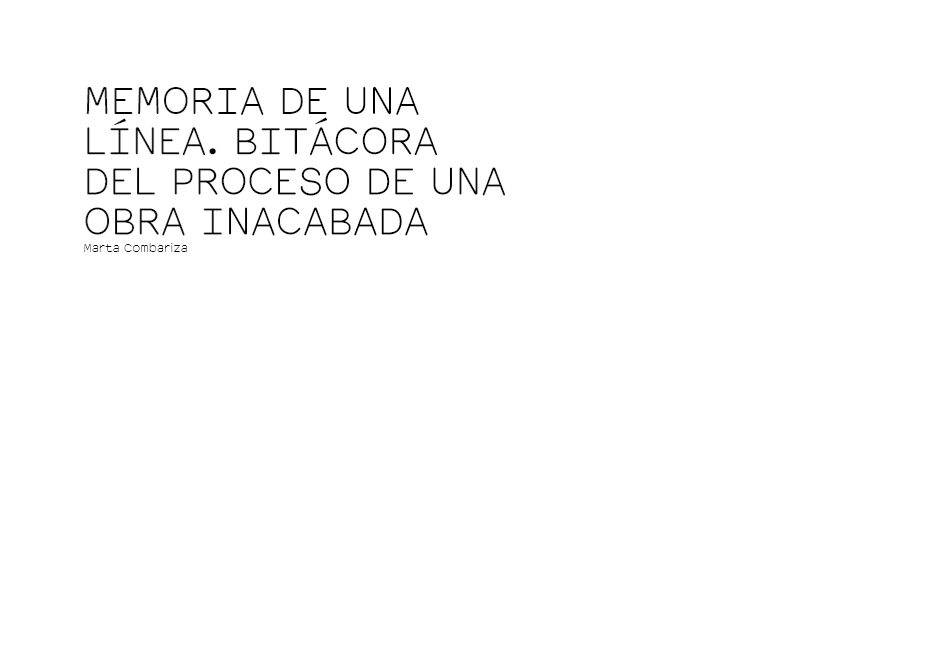 MEMORIA DE UNA
LÍNEA. BITÁCORA
DEL PROCESO DE UNA
OBRA INACABADA
Marta Combariza